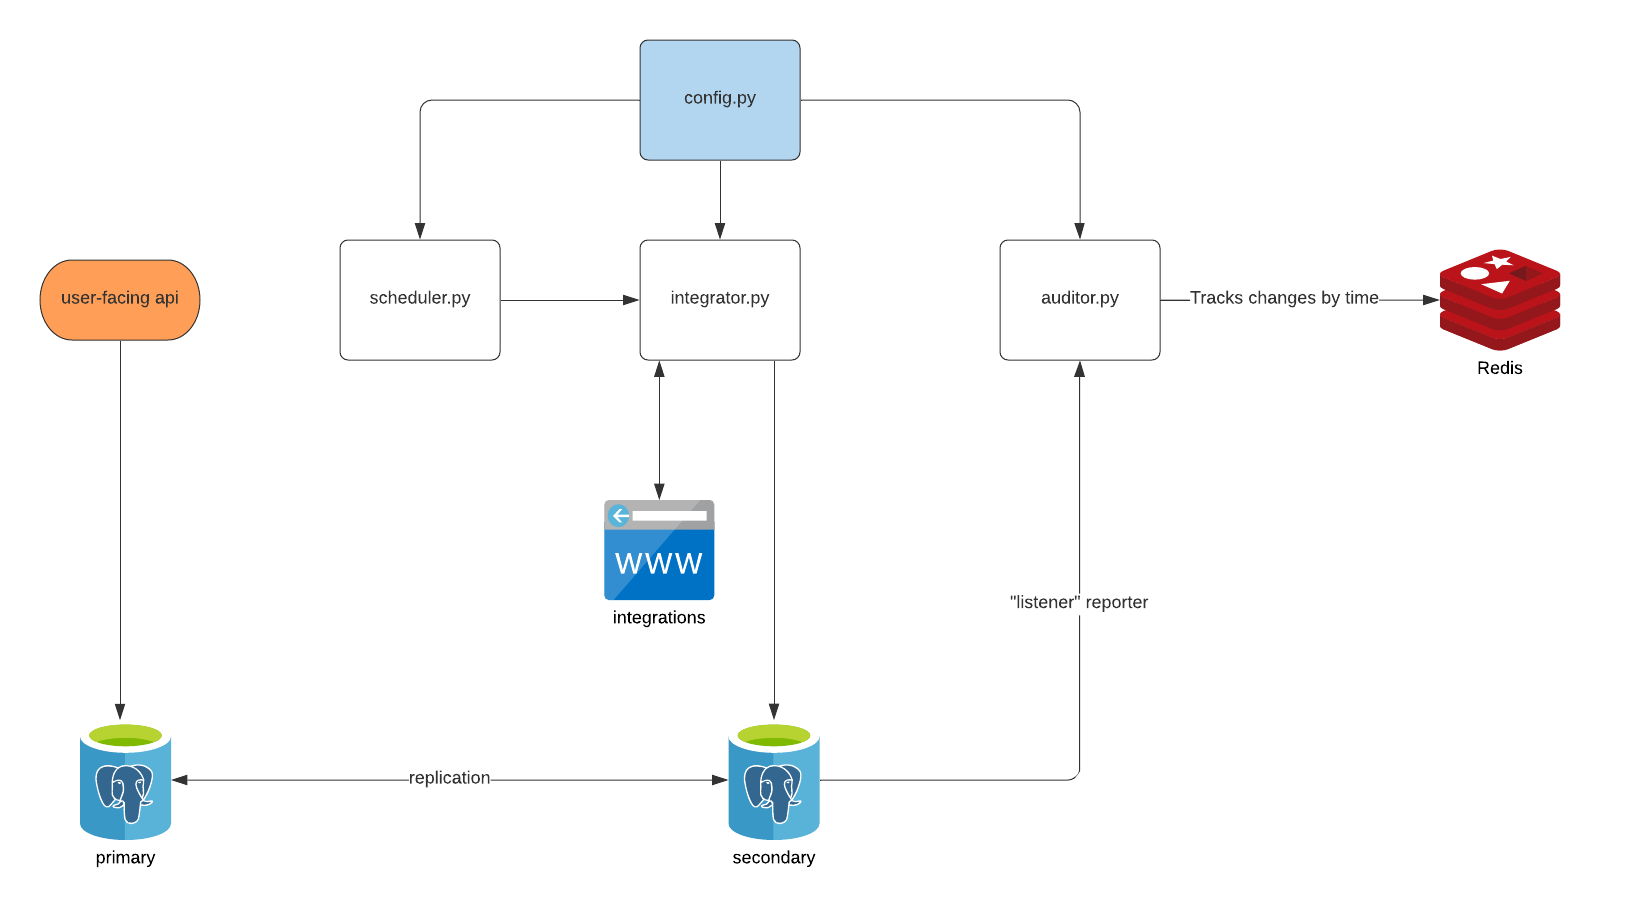 config.py
user-facing api
scheduler.py
integrator.py
auditor.py
Tracks changes by time
Redis
www
integrations
"listener" reporter
replication
primary
secondary